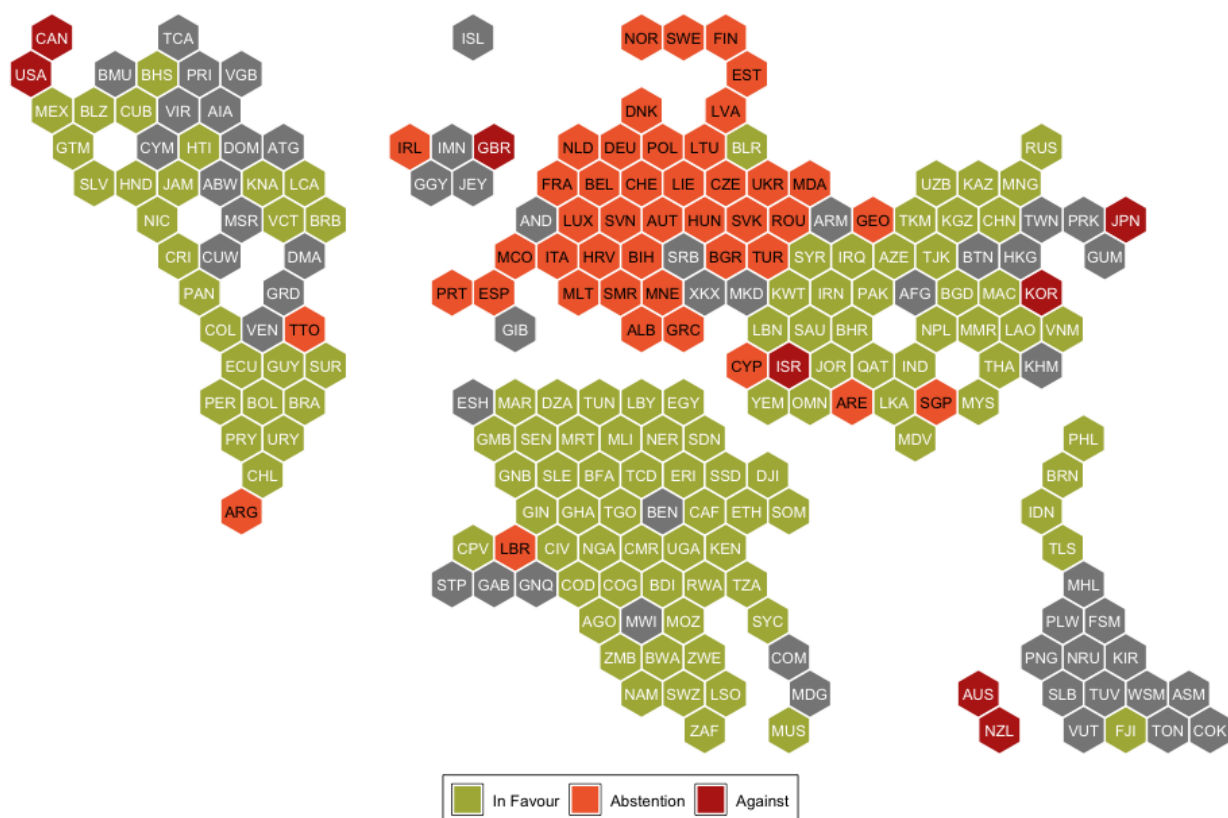 CAN TCA ISL NOR SWE FIN
USA BMU BHS PRI VGB EST
MEX BLZ CUB VIR AIA DNK LVA
GTM CYM HTI DOM ATG IRL IMN GBR NLD DEU POL LTU BLR RUS
SLV HND JAM ABW KNA LCA GGY JEY FRA BEL CHE LIE CZE UKR MDA UZB KAZ MNG
NIC MSR VCT BRB AND LUX SVN AUT HUN SVK ROU ARM GEO TKM KGZ CHN TWN PRK JPN
CRI CUW DMA MCO ITA HRV BIH SRB BGR TUR SYR IRQ AZE TJK BTN HKG GUM
PAN GRD PRT ESP MLT SMR MNE XKX MKD KWT IRN PAK AFG BGD MAC KOR
COL VEN TTO GIB ALB GRC LBN SAU BHR NPL MMR LAO VNM
ECU GUY SUR CYP ISR JOR QAT IND THA KHM
PER BOL BRA ESH MAR DZA TUN LBY EGY YEM OMN ARE LKA SGP MYS
PRY URY GMB SEN MRT MLI NER SDN MDV PHL
CHL GNB SLE BFA TCD ERI SSD DJI BRN
ARG GIN GHA TGO BEN CAF ETH SOM IDN
CPV LBR CIV NGA CMR UGA KEN TLS
STP GAB GNQ COD COG BDI RWA TZA MHL
AGO MWI MOZ SYC PLW FSM
ZMB BWA ZWE COM PNG NRU KIR
NAM SWZ LSO MDG AUS SLB TUV WSM ASM
ZAF MUS NZL VUT FJI TON COK
In Favour Abstention Against